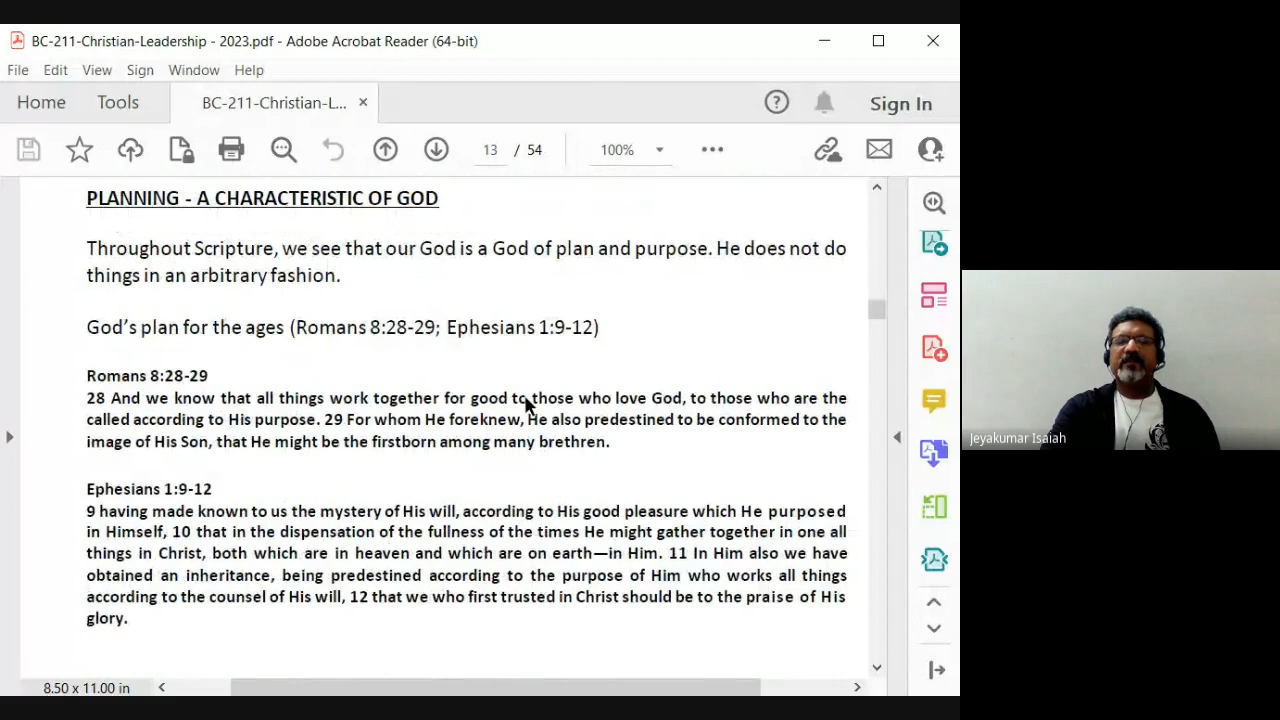 BC-211-Christian-Leadership - 2023.pdf - Adobe Acrobat Reader (64-bit)
File Edit View Sign Window Help
Home Tools BC-211-Christian-L... × Sign In
13 / 54 100%
PLANNING - A CHARACTERISTIC OF GOD
Throughout Scripture, we see that our God is a God of plan and purpose. He does not do
things in an arbitrary fashion.
God's plan for the ages (Romans 8:28-29; Ephesians 1:9-12)
Romans 8:28-29
28 And we know that all things work together for good to those who love God, to those who are the
called according to His purpose. 29 For whom He foreknew, He also predestined to be conformed to the
image of His Son, that He might be the firstborn among many brethren.
Ephesians 1:9-12
9 having made known to us the mystery of His will, according to His good pleasure which He purposed
in Himself, 10 that in the dispensation of the fullness of the times He might gather together in one all
things in Christ, both which are in heaven and which are on earth—in Him. 11 In Him also we have
obtained an inheritance, being predestined according to the purpose of Him who works all things
according to the counsel of His will, 12 that we who first trusted in Christ should be to the praise of His
glory.
8.50 x 11.00 in
Jeyakumar Isaiah